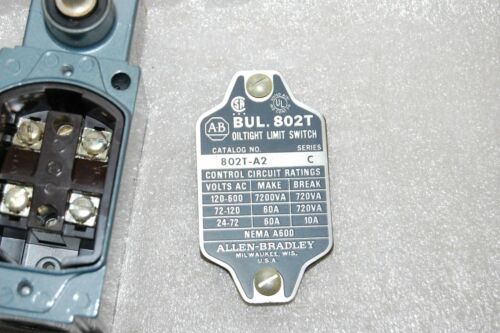 AB
BUL. 802T
OILTIGHT LIMIT SWITCH
CATALOG NO. SERIES
802T-A2 C
CONTROL CIRCUIT RATINGS
VOLTS AC MAKE BREAK
120-600 7200VA 720VA
72-120 60A 720VA
24-72 60A 10A
NEMA A600
ALLEN-BRADLEY
MILWAUKEE, WIS.
U.S.A.